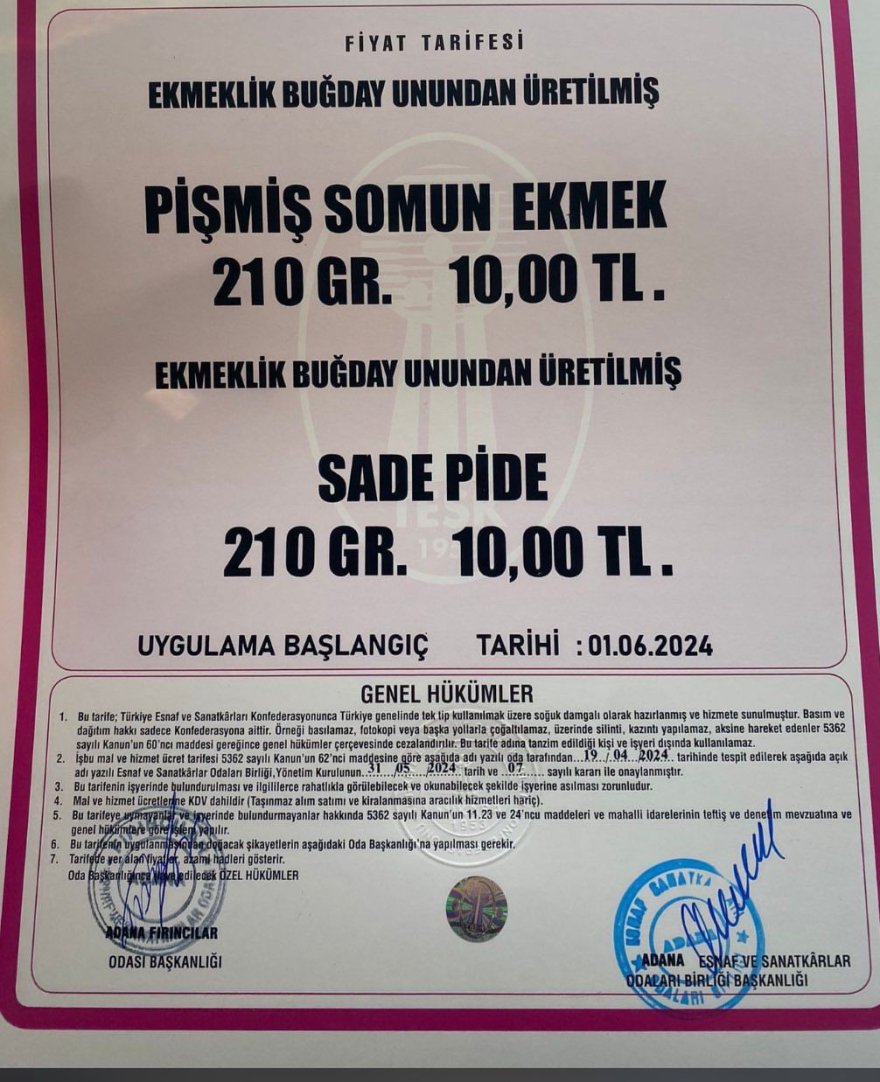 FİYAT TARİFESİ
EKMEKLİK BUĞDAY UNUNDAN ÜRETİLMİŞ
PİŞMİŞ SOMUN EKMEK
210 GR. 10,00 TL.
EKMEKLİK BUĞDAY UNUNDAN ÜRETİLMİŞ
SADE PİDE
210 GR. 10,00 TL.
UYGULAMA BAŞLANGIÇ TARİHİ : 01.06.2024
GENEL HÜKÜMLER
1. Bu tarife; Türkiye Esnaf ve Sanatkârları Konfederasyonunca Türkiye genelinde tek tip kullanılmak üzere soğuk damgalı olarak hazırlanmış ve hizmete sunulmuştur. Basım ve
dağıtım hakkı sadece Konfederasyona aittir. Örneği basılamaz, fotokopi veya başka yollarla çoğaltılamaz, üzerinde silinti, kazıntı yapılamaz, aksine hareket edenler 5362
sayılı Kanun'un 60'ncı maddesi gereğince genel hükümler çerçevesinde cezalandırılır. Bu tarife adına tanzim edildiği kişi ve işyeri dışında kullanılamaz.
2. İşbu mal ve hizmet ücret tarifesi 5362 sayılı Kanun'un 62'nci maddesine göre aşağıda adı yazılı oda tarafından...19./.04./2024.. tarihinde tespit edilerek aşağıda açık
adı yazılı Esnaf ve Sanatkârlar Odaları Birliği,Yönetim Kurulunun..31../05../2024 tarih ve ..07.. sayılı kararı ile onaylanmıştır.
3. Bu tarifenin işyerinde bulundurulması ve ilgililerce rahatlıkla görülebilecek ve okunabilecek şekilde işyerine asılması zorunludur.
4. Mal ve hizmet ücretlerine KDV dahildir (Taşınmaz alım satımı ve kiralanmasına aracılık hizmetleri hariç).
5. Bu tarifeye uymayanlar ve işyerinde bulundurmayanlar hakkında 5362 sayılı Kanun'un 11.23 ve 24'ncu maddeleri ve mahalli idarelerinin teftiş ve denetim mevzuatına ve
genel hükümlere göre işlem yapılır.
6. Bu tarifenin uygulanmasından doğacak şikayetlerin aşağıdaki Oda Başkanlığı'na yapılması gerekir.
7. Tarifede yer alan fiyatlar, azami hadleri gösterir.
Oda Başkanlığınca ilave edilecek ÖZEL HÜKÜMLER
ADANA FIRINCILAR
ODASI BAŞKANLIĞI
ADANA ESNAF VE SANATKÂRLAR
ODALARI BİRLİĞİ BAŞKANLIĞI